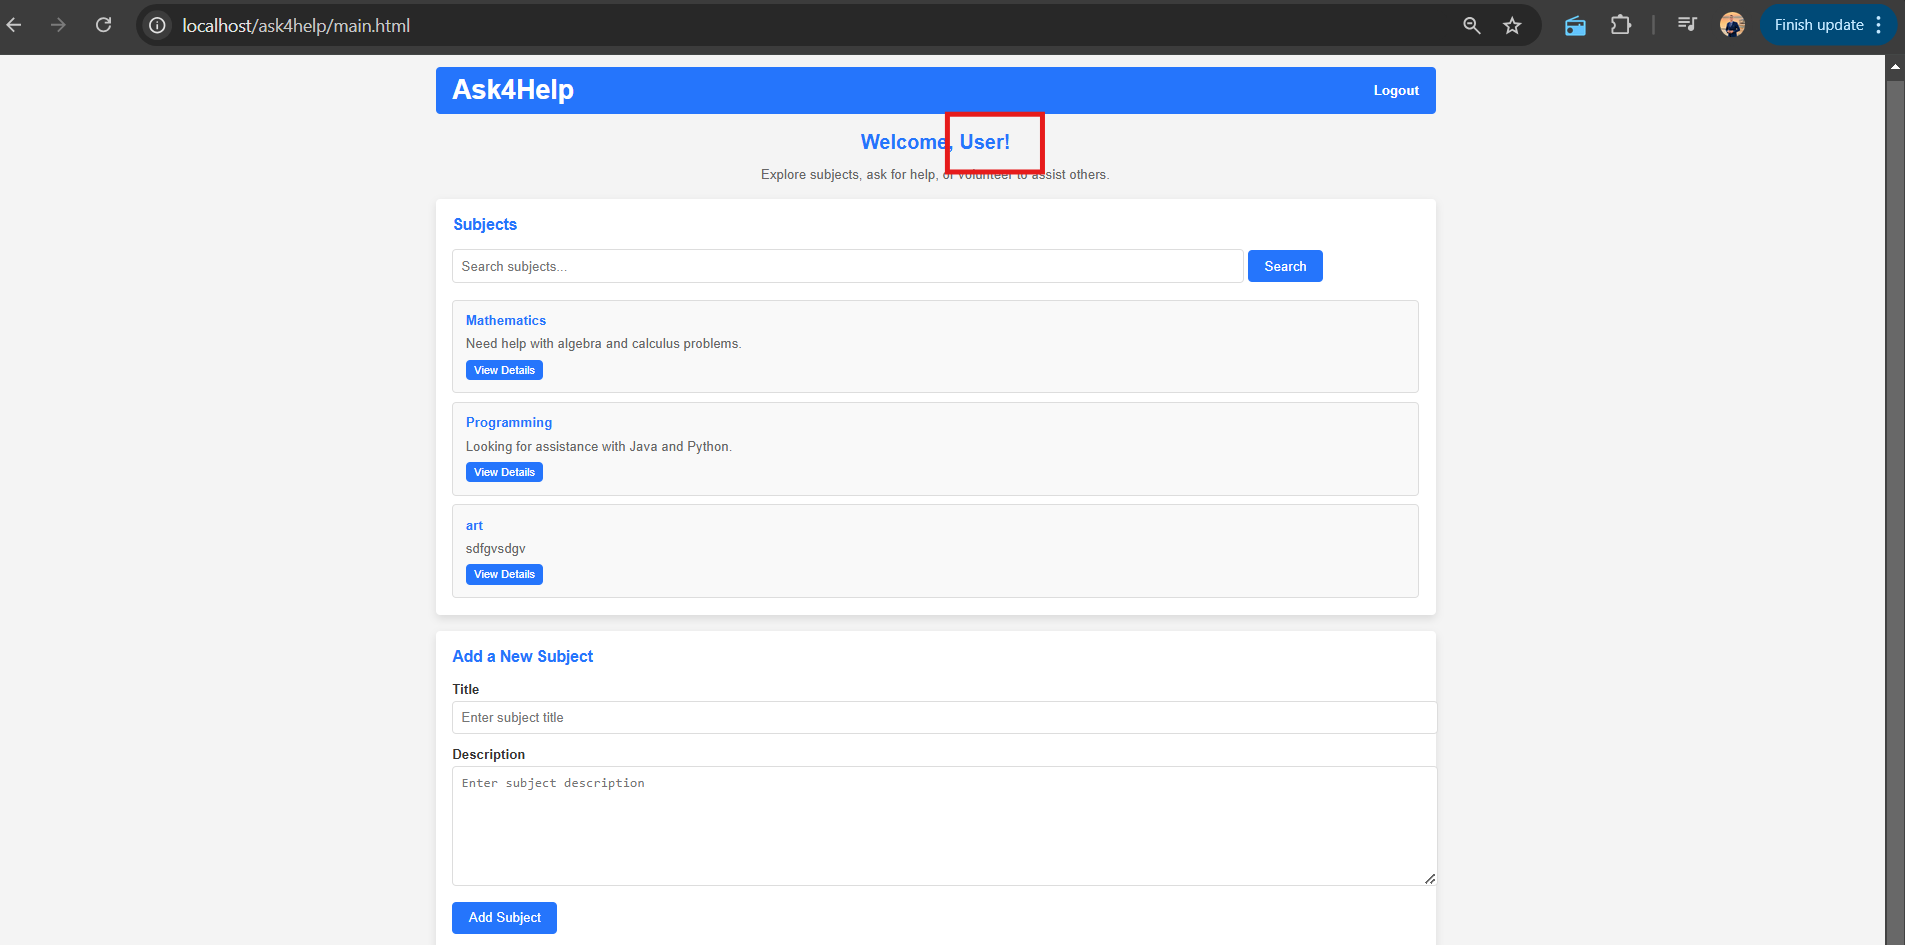 localhost/ask4help/main.html
Finish update
Ask4Help
Logout
Welcome, User!
Explore subjects, ask for help, or volunteer to assist others.
Subjects
Search subjects...
Search
Mathematics
Need help with algebra and calculus problems.
View Details
Programming
Looking for assistance with Java and Python.
View Details
art
sdfgvsdgv
View Details
Add a New Subject
Title
Enter subject title
Description
Enter subject description
Add Subject